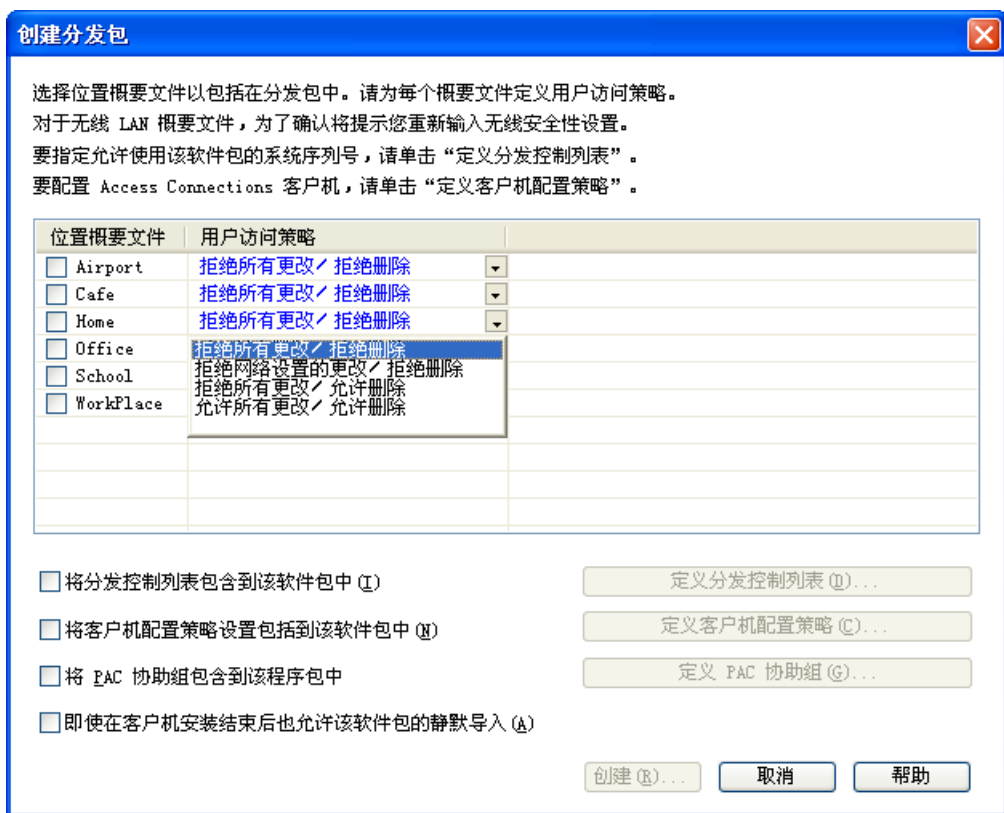 创建分发包
选择位置概要文件以包括在分发包中。请为每个概要文件定义用户访问策略。
对于无线 LAN 概要文件，为了确认将提示您重新输入无线安全性设置。
要指定允许使用该软件包的系统序列号，请单击“定义分发控制列表”。
要配置 Access Connections 客户机，请单击“定义客户机配置策略”。
位置概要文件 用户访问策略
Airport 拒绝所有更改/ 拒绝删除
Cafe 拒绝所有更改/ 拒绝删除
Home 拒绝所有更改/ 拒绝删除
Office 拒绝所有更改/ 拒绝删除
拒绝网络设置的更改/ 拒绝删除
School 拒绝所有更改/ 允许删除
WorkPlace 允许所有更改/ 允许删除
将分发控制列表包含到该软件包中(I) 定义分发控制列表(D)...
将客户机配置策略设置包括到该软件包中(N) 定义客户机配置策略(C)...
将 PAC 协助组包含到该程序包中 定义 PAC 协助组(G)...
即使在客户机安装结束后也允许该软件包的静默导入(A)
创建(R)... 取消 帮助